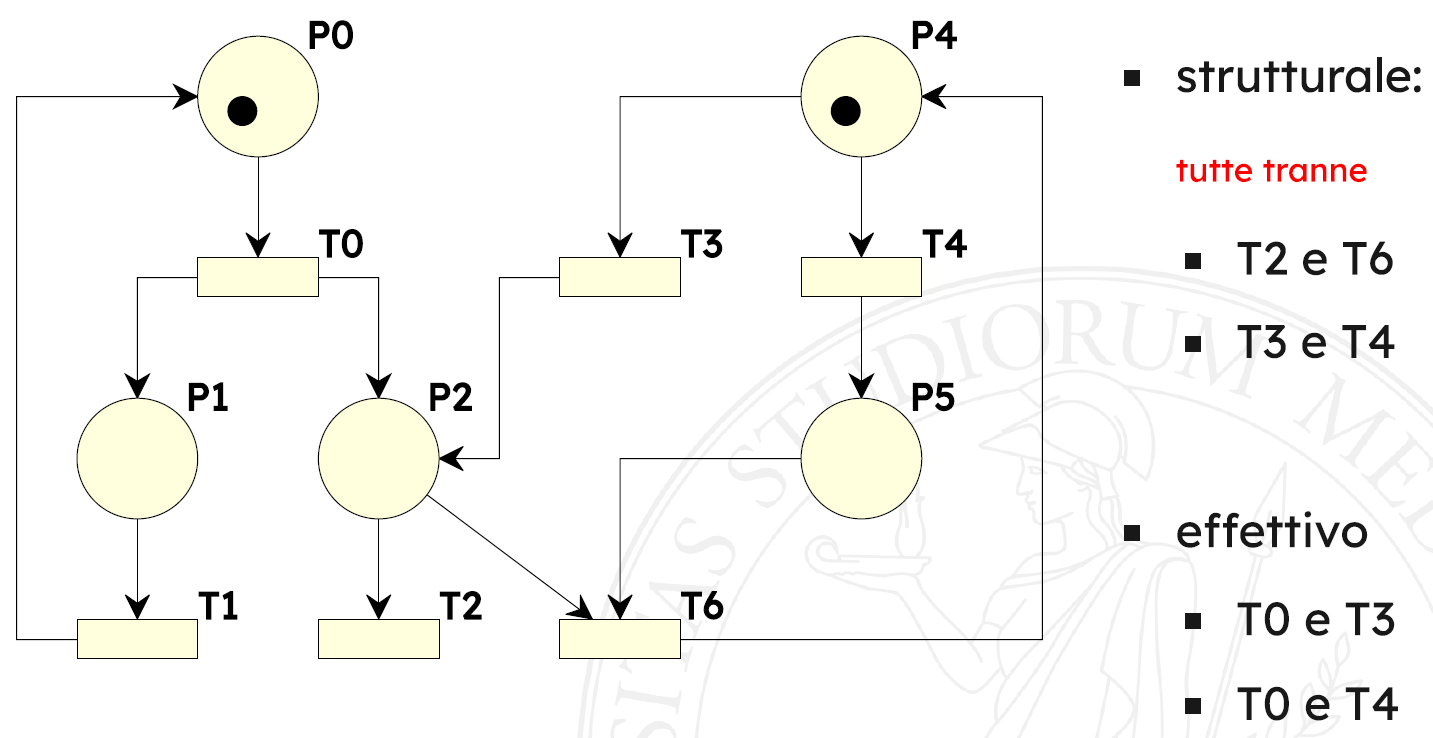 P0
P4
T0
T3
T4
P1
P2
P5
T1
T2
T6
strutturale:
tutte tranne
T2 e T6
T3 e T4
effettivo
T0 e T3
T0 e T4
STUDIORUM